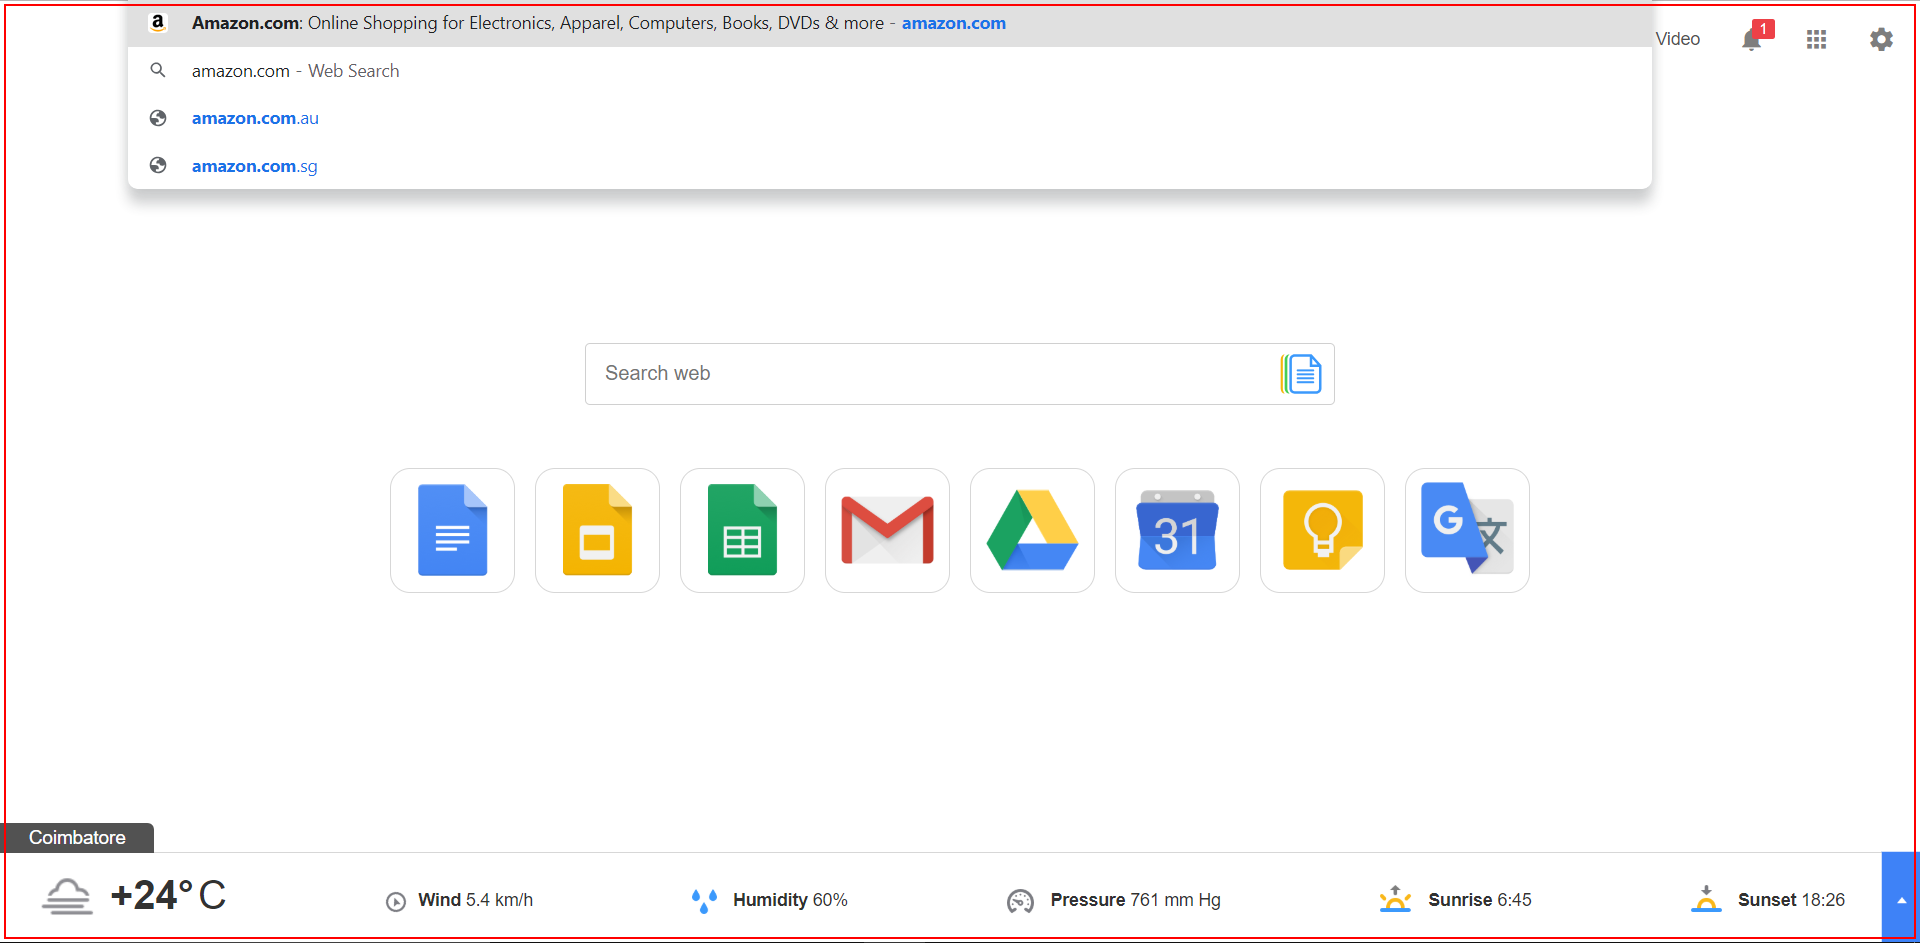 Amazon.com: Online Shopping for Electronics, Apparel, Computers, Books, DVDs & more - amazon.com
Video
1
amazon.com - Web Search
amazon.com.au
amazon.com.sg
Search web
31
G
Coimbatore
+24° C
Wind 5.4 km/h
Humidity 60%
Pressure 761 mm Hg
Sunrise 6:45
Sunset 18:26